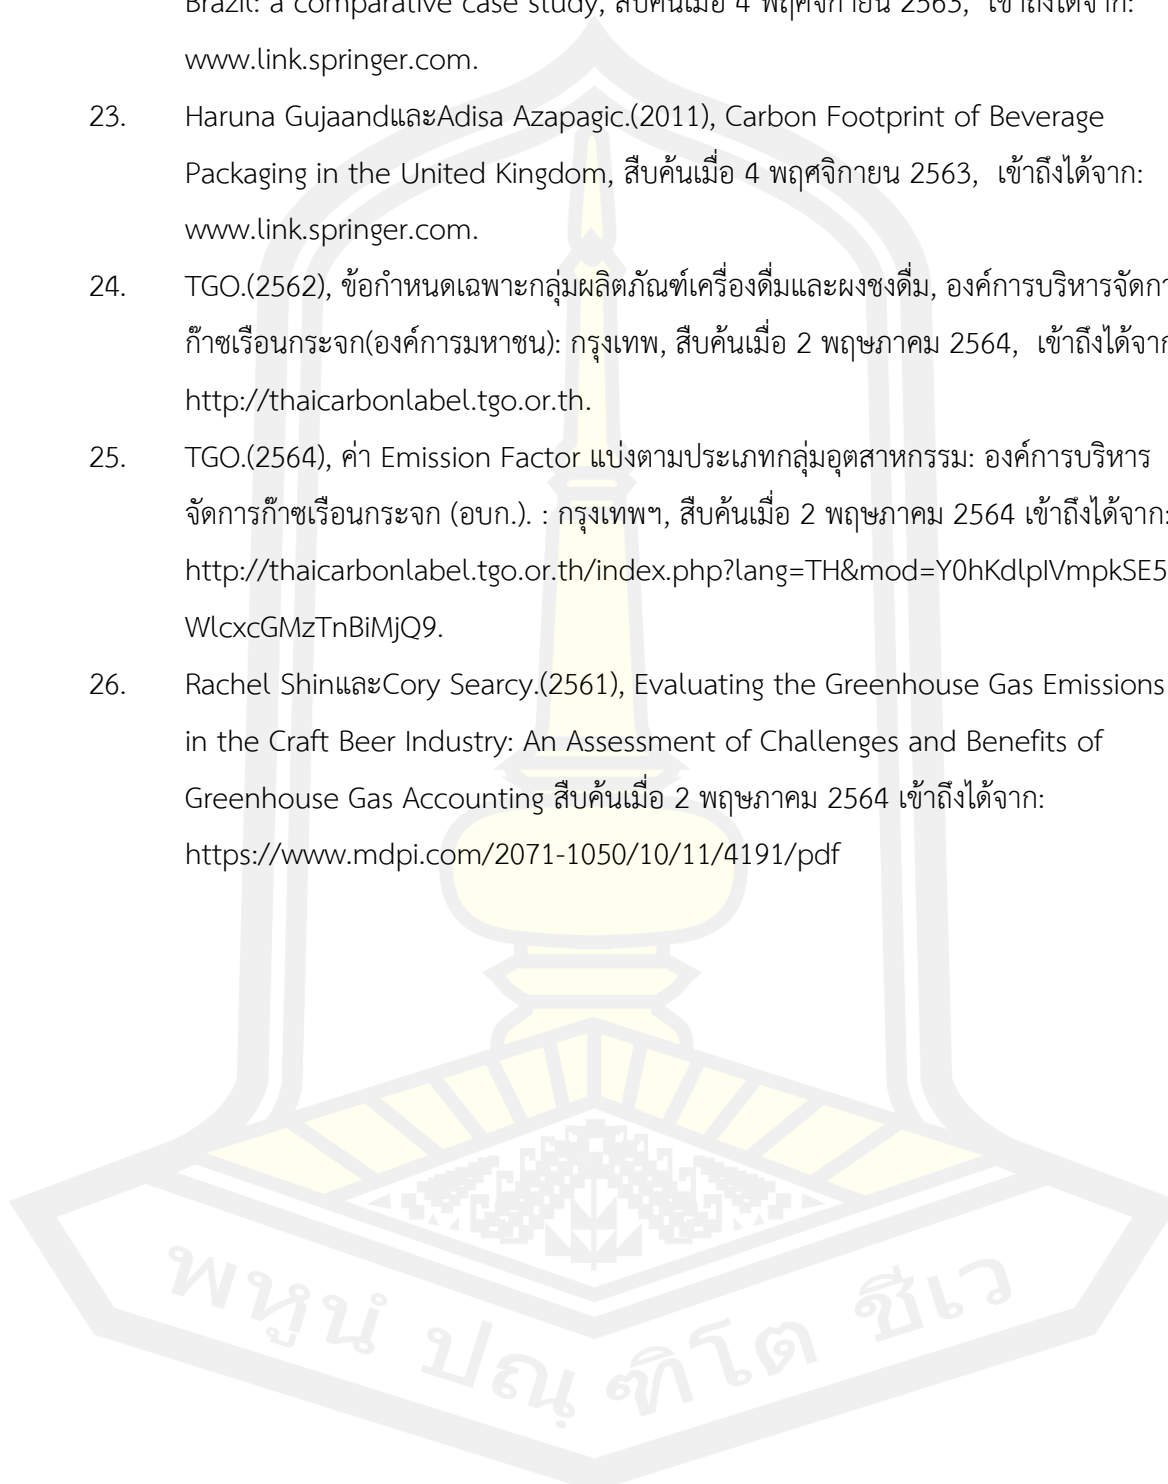 Brazil: a comparative case study, สืบค้นเมื่อ 4 พฤศจิกายน 2563, เข้าถึงได้จาก:
www.link.springer.com.
23. Haruna GujaandและAdisa Azapagic.(2011), Carbon Footprint of Beverage
Packaging in the United Kingdom, สืบค้นเมื่อ 4 พฤศจิกายน 2563, เข้าถึงได้จาก:
www.link.springer.com.
24. TGO.(2562), ข้อกำหนดเฉพาะกลุ่มผลิตภัณฑ์เครื่องดื่มและผงชงดื่ม, องค์การบริหารจัดกา
ก๊าซเรือนกระจก(องค์การมหาชน): กรุงเทพ, สืบค้นเมื่อ 2 พฤษภาคม 2564, เข้าถึงได้จาก
http://thaicarbonlabel.tgo.or.th.
25. TGO.(2564), ค่า Emission Factor แบ่งตามประเภทกลุ่มอุตสาหกรรม: องค์การบริหาร
จัดการก๊าซเรือนกระจก (อบก.). : กรุงเทพฯ, สืบค้นเมื่อ 2 พฤษภาคม 2564 เข้าถึงได้จาก:
http://thaicarbonlabel.tgo.or.th/index.php?lang=TH&mod=Y0hKdlpIVmpkSE5
WlcxcGMzTnBiMjQ9.
26. Rachel ShinและCory Searcy.(2561), Evaluating the Greenhouse Gas Emissions
in the Craft Beer Industry: An Assessment of Challenges and Benefits of
Greenhouse Gas Accounting สืบค้นเมื่อ 2 พฤษภาคม 2564 เข้าถึงได้จาก:
https://www.mdpi.com/2071-1050/10/11/4191/pdf
พหูนํ ปณฺฑิโต ชีเว